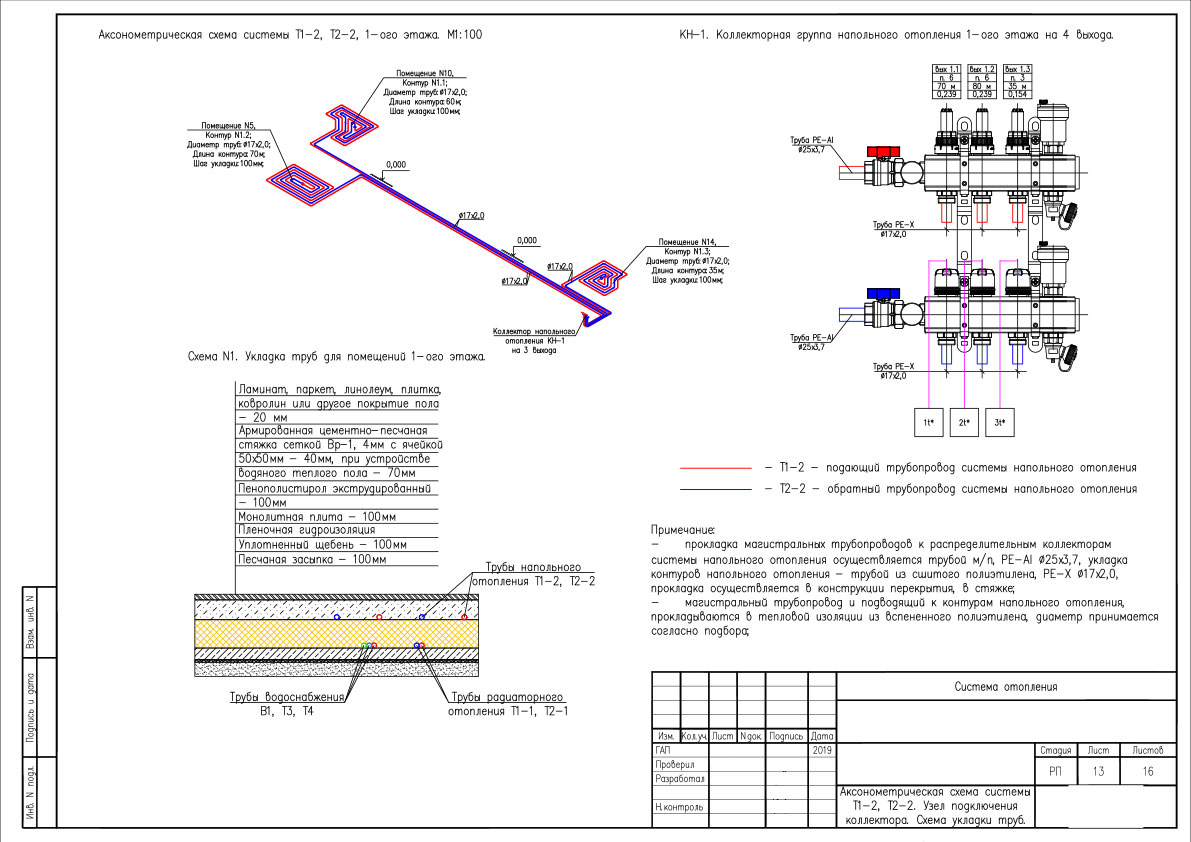 Аксонометрическая схема системы Т1-2, Т2-2, 1-ого этажа. М1:100
Помещение N10,
Контур N1.1;
Диаметр труб: Ø17х2,0;
Длина контура: 60м;
Шаг укладки: 100мм;
Помещение N5,
Контур N1.2;
Диаметр труб: Ø17х2,0;
Длина контура: 70м;
Шаг укладки: 100мм;
0,000
Ø17х2,0
0,000
Ø17х2,0
Ø17х2,0
Помещение N14,
Контур N1.3;
Диаметр труб: Ø17х2,0;
Длина контура: 35м;
Шаг укладки: 100мм;
Коллектор напольного
отопления КН-1
на 3 выхода
КН-1. Коллекторная группа напольного отопления 1-ого этажа на 4 выхода.
вых 1.1 вых 1.2 вых 1.3
п. 6 п. 6 п. 3
70 м 80 м 35 м
0,239 0,239 0,154
Труба PE-Al
Ø25х3,7
Труба PE-X
Ø17х2,0
Труба PE-Al
Ø25х3,7
Труба PE-X
Ø17х2,0
1t* 2t* 3t*
Схема N1. Укладка труб для помещений 1-ого этажа.
Ламинат, паркет, линолеум, плитка,
ковролин или другое покрытие пола
- 20 мм
Армированная цементно-песчаная
стяжка сеткой Вр-1, 4мм с ячейкой
50х50мм - 40мм, при устройстве
водяного теплого пола - 70мм
Пенополистирол экструдированный
- 100мм
Монолитная плита - 100мм
Пленочная гидроизоляция
Уплотненный щебень - 100мм
Песчаная засыпка - 100мм
Трубы напольного
отопления Т1-2, Т2-2
Трубы водоснабжения
В1, Т3, Т4
Трубы радиаторного
отопления Т1-1, Т2-1
- Т1-2 - подающий трубопровод системы напольного отопления
- Т2-2 - обратный трубопровод системы напольного отопления
Примечание:
- прокладка магистральных трубопроводов к распределительным коллекторам
системы напольного отопления осуществляется трубой м/п, PE-Al Ø25х3,7, укладка
контуров напольного отопления - трубой из сшитого полиэтилена, PE-X Ø17х2,0,
прокладка осуществляется в конструкции перекрытия, в стяжке;
- магистральный трубопровод и подводящий к контурам напольного отопления,
прокладываются в тепловой изоляции из вспененного полиэтилена, диаметр принимается
согласно подбора;
Взам. инв. N
Подпись и дата
Инв. N подл.
Изм. Кол.уч. Лист Nдок. Подпись Дата
ГАП 2019
Проверил
Разработал
Н.контроль
Система отопления
Стадия Лист Листов
РП 13 16
Аксонометрическая схема системы
Т1-2, Т2-2. Узел подключения
коллектора. Схема укладки труб.